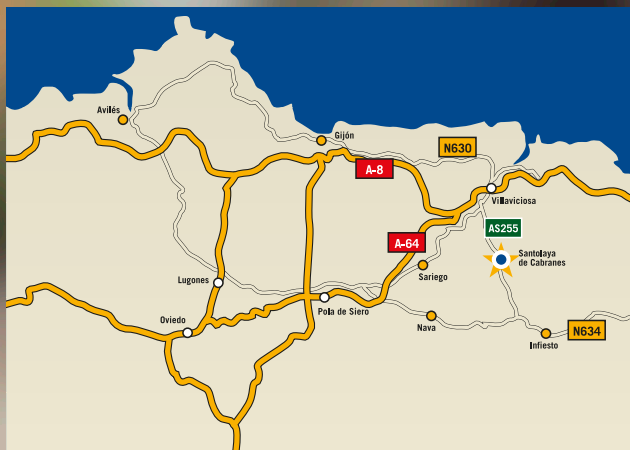 Avilés
Gijón
N630
A-8
Villaviciosa
AS255
A-64
Santolaya
de Cabranes
Sariego
Lugones
Pola de Siero
Oviedo
Nava
N634
Infiesto